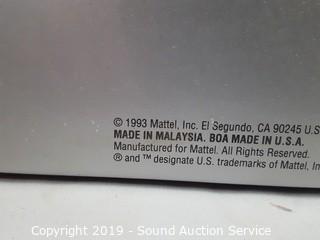 © 1993 Mattel, Inc. El Segundo, CA 90245 U.S
MADE IN MALAYSIA. BOA MADE IN U.S.A.
Manufactured for Mattel. All Rights Reserved.
® and ™ designate U.S. trademarks of Mattel, In
Copyright 2019 - Sound Auction Service